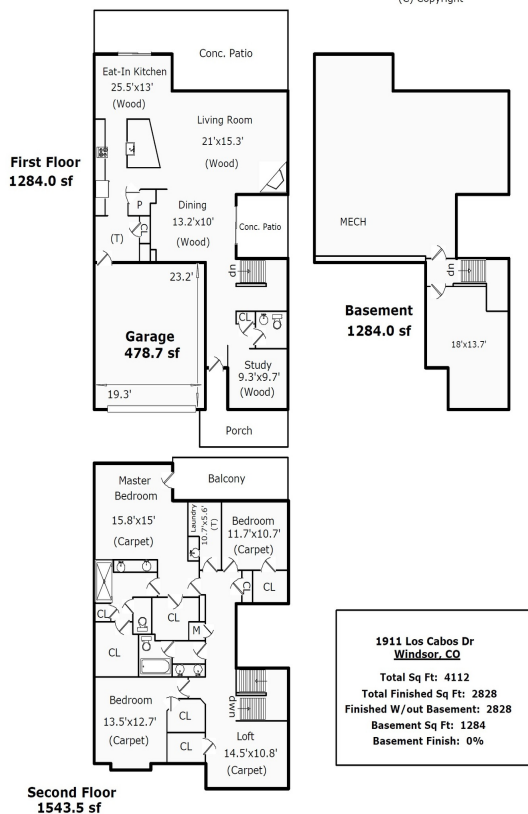 (C) Copyright
Conc. Patio
Eat-In Kitchen
25.5'x13'
(Wood)
Living Room
21'x15.3'
(Wood)
First Floor
1284.0 sf
S
P
Dining
13.2'x10'
(Wood)
Conc. Patio
CL
(T)
dn
23.2'
Garage
478.7 sf
CL
Study
9.3'x9.7'
(Wood)
19.3'
Porch
MECH
up
Basement
1284.0 sf
18'x13.7'
Master
Bedroom
15.8'x15'
(Carpet)
Balcony
Laundry
10.7'x5.6'
(T)
Bedroom
11.7'x10.7'
(Carpet)
CL
CL
CL
CL
M
CL
Bedroom
13.5'x12.7'
(Carpet)
CL
CL
dwn
Loft
14.5'x10.8'
(Carpet)
Second Floor
1543.5 sf
1911 Los Cabos Dr
Windsor, CO
Total Sq Ft: 4112
Total Finished Sq Ft: 2828
Finished W/out Basement: 2828
Basement Sq Ft: 1284
Basement Finish: 0%